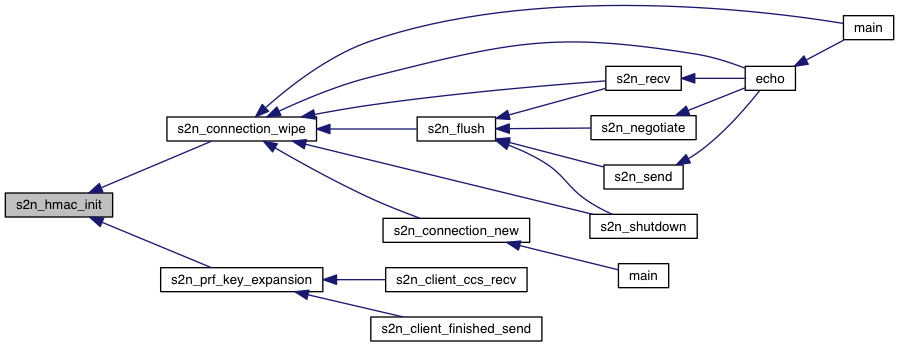 main
s2n_recv
echo
s2n_connection_wipe
s2n_flush
s2n_negotiate
s2n_send
s2n_hmac_init
s2n_connection_new
s2n_shutdown
s2n_prf_key_expansion
s2n_client_ccs_recv
main
s2n_client_finished_send